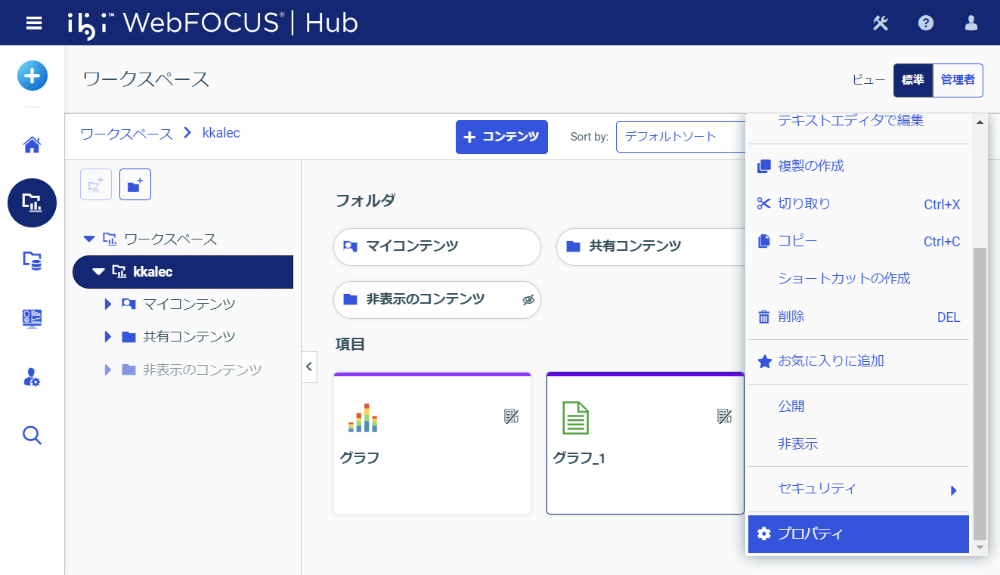 ibi™ WebFOCUS® | Hub
ワークスペース
ビュー 標準 管理者
ワークスペース > kkalec
+ コンテンツ
Sort by: デフォルトソート
ワークスペース
kkalec
マイコンテンツ
共有コンテンツ
非表示のコンテンツ
フォルダ
マイコンテンツ
共有コンテンツ
非表示のコンテンツ
項目
グラフ
グラフ_1
テキストエディタで編集
複製の作成
切り取り Ctrl+X
コピー Ctrl+C
ショートカットの作成
削除 DEL
お気に入りに追加
公開
非表示
セキュリティ
プロパティ